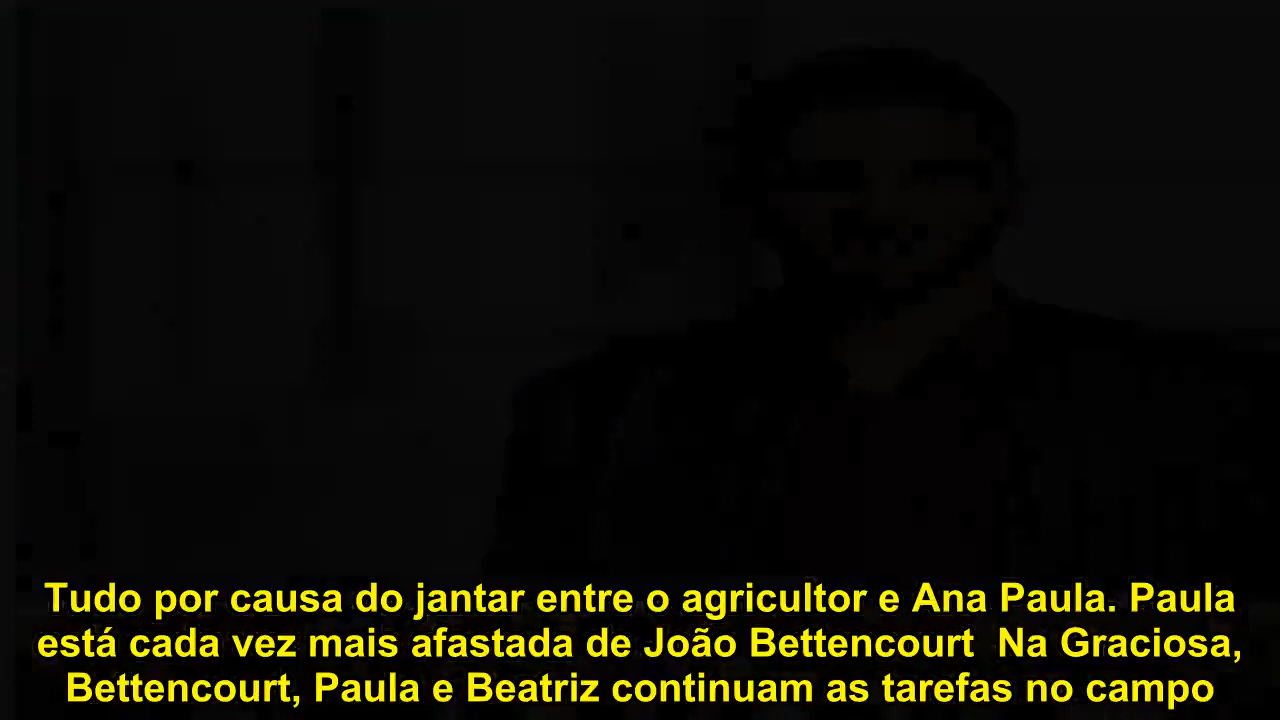 Tudo por causa do jantar entre o agricultor e Ana Paula. Paula
está cada vez mais afastada de João Bettencourt  Na Graciosa,
Bettencourt, Paula e Beatriz continuam as tarefas no campo